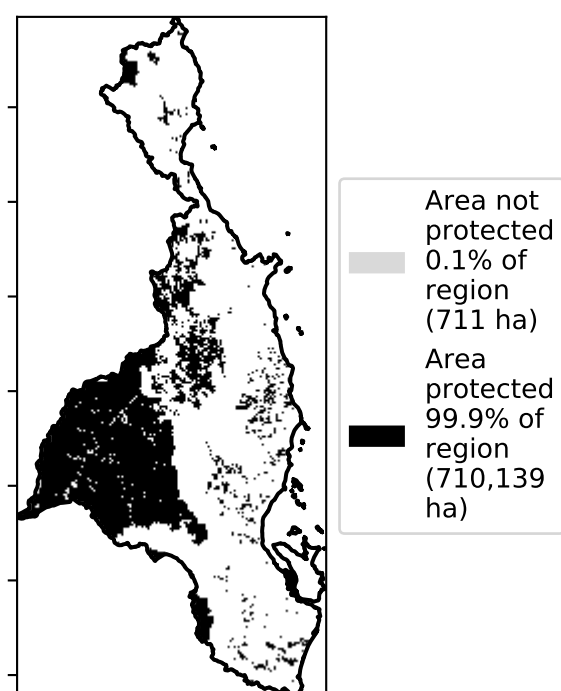 Area not
protected
0.1% of
region
(711 ha)
Area
protected
99.9% of
region
(710,139
ha)